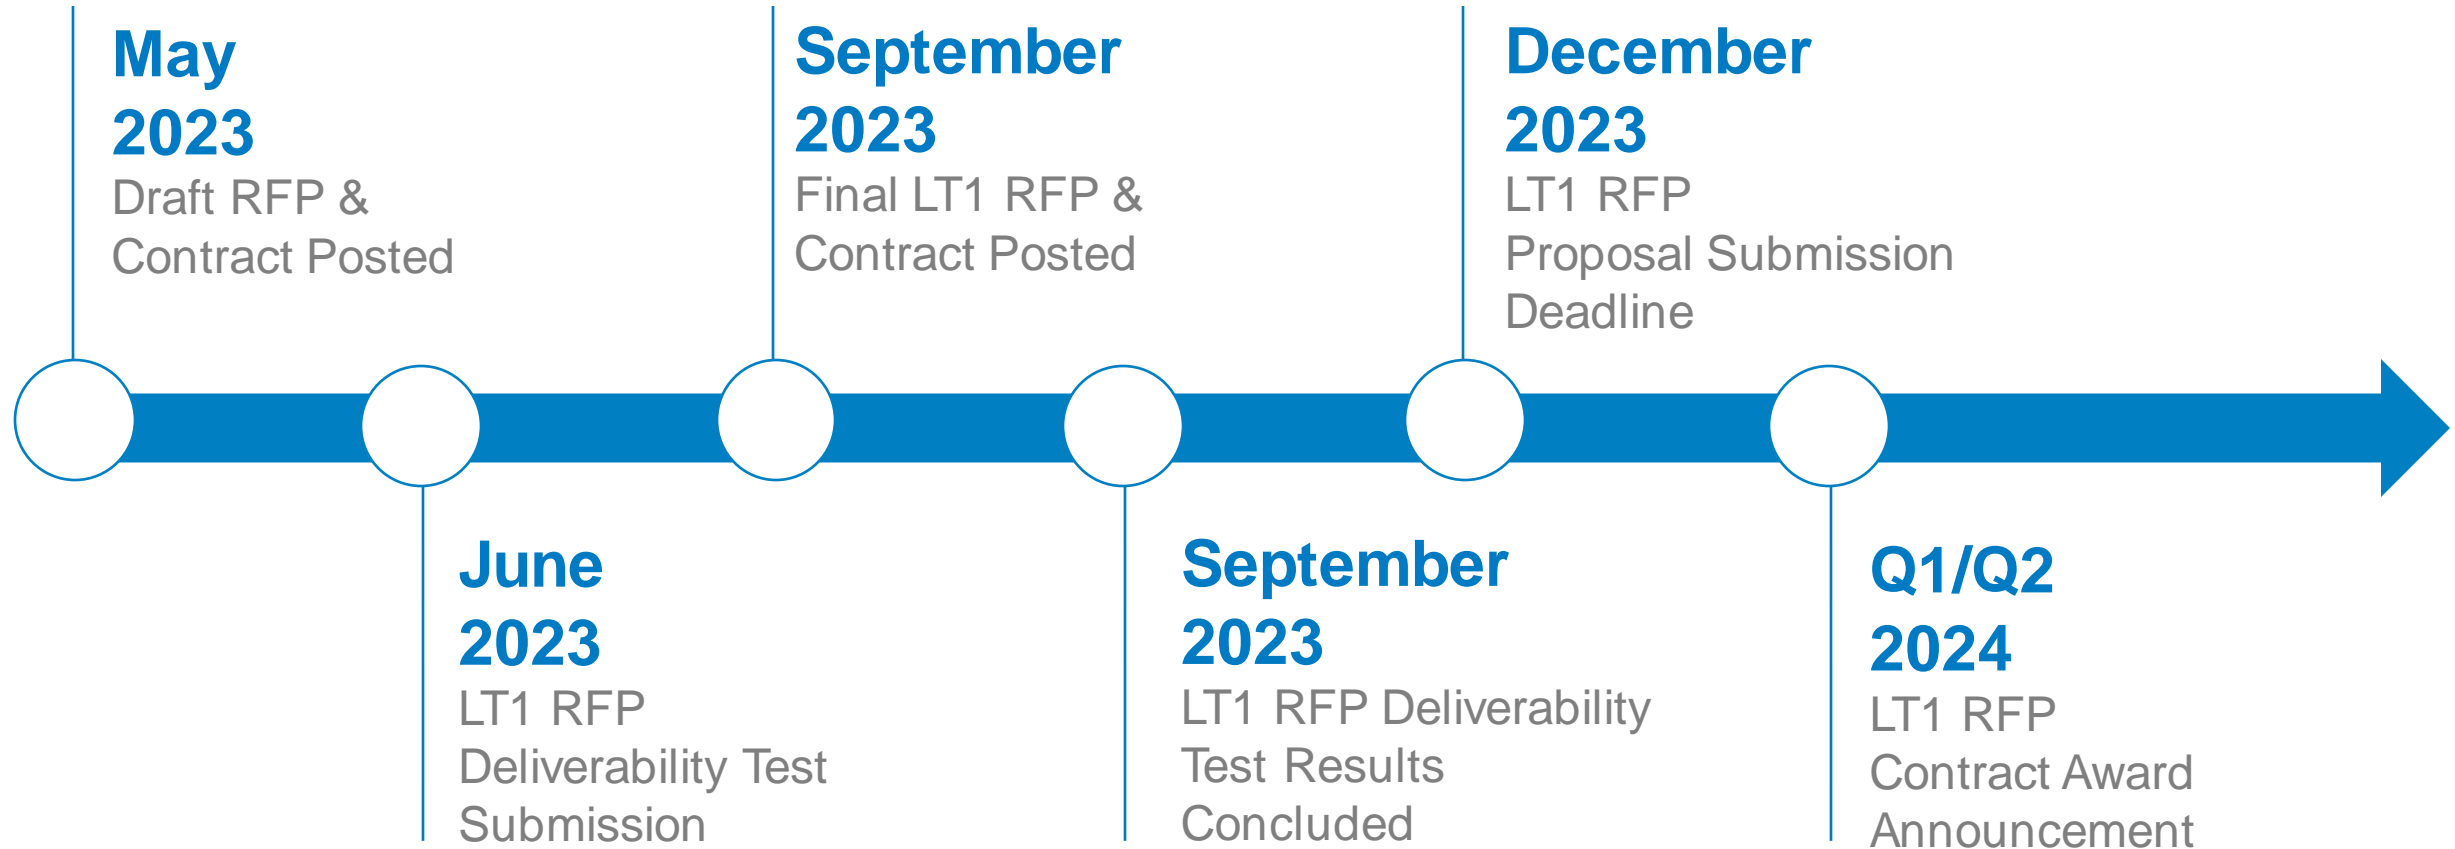 May
2023
Draft RFP &
Contract Posted
June
2023
LT1 RFP
Deliverability Test
Submission
September
2023
Final LT1 RFP &
Contract Posted
September
2023
LT1 RFP Deliverability
Test Results
Concluded
December
2023
LT1 RFP
Proposal Submission
Deadline
Q1/Q2
2024
LT1 RFP
Contract Award
Announcement